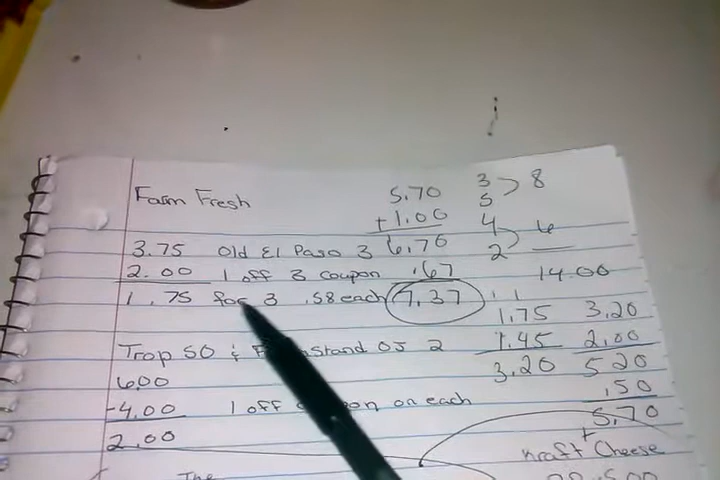 Farm Fresh
5.70
+1.00
6.70
.67
7.37
3
5 > 8
4
2 6
14.00
3.75 Old El Paso 3
2.00 1 off 3 coupon
1.75 for 3 .58 each
1.75
1.45
3.20
3.20
2.00
5 20
.50
5.70
Trop 50 & stand OJ 2
6.00
-4.00 1 off on each
2.00
+
Kraft Cheese
The